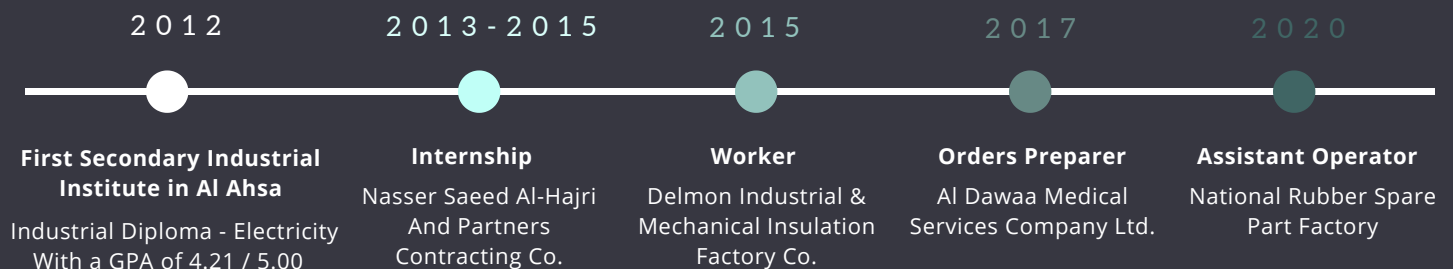 2012
2013-2015
2015
2017
2020
First Secondary Industrial
Institute in Al Ahsa
Industrial Diploma - Electricity
With a GPA of 4.21 / 5.00
Internship
Nasser Saeed Al-Hajri
And Partners
Contracting Co.
Worker
Delmon Industrial &
Mechanical Insulation
Factory Co.
Orders Preparer
Al Dawaa Medical
Services Company Ltd.
Assistant Operator
National Rubber Spare
Part Factory